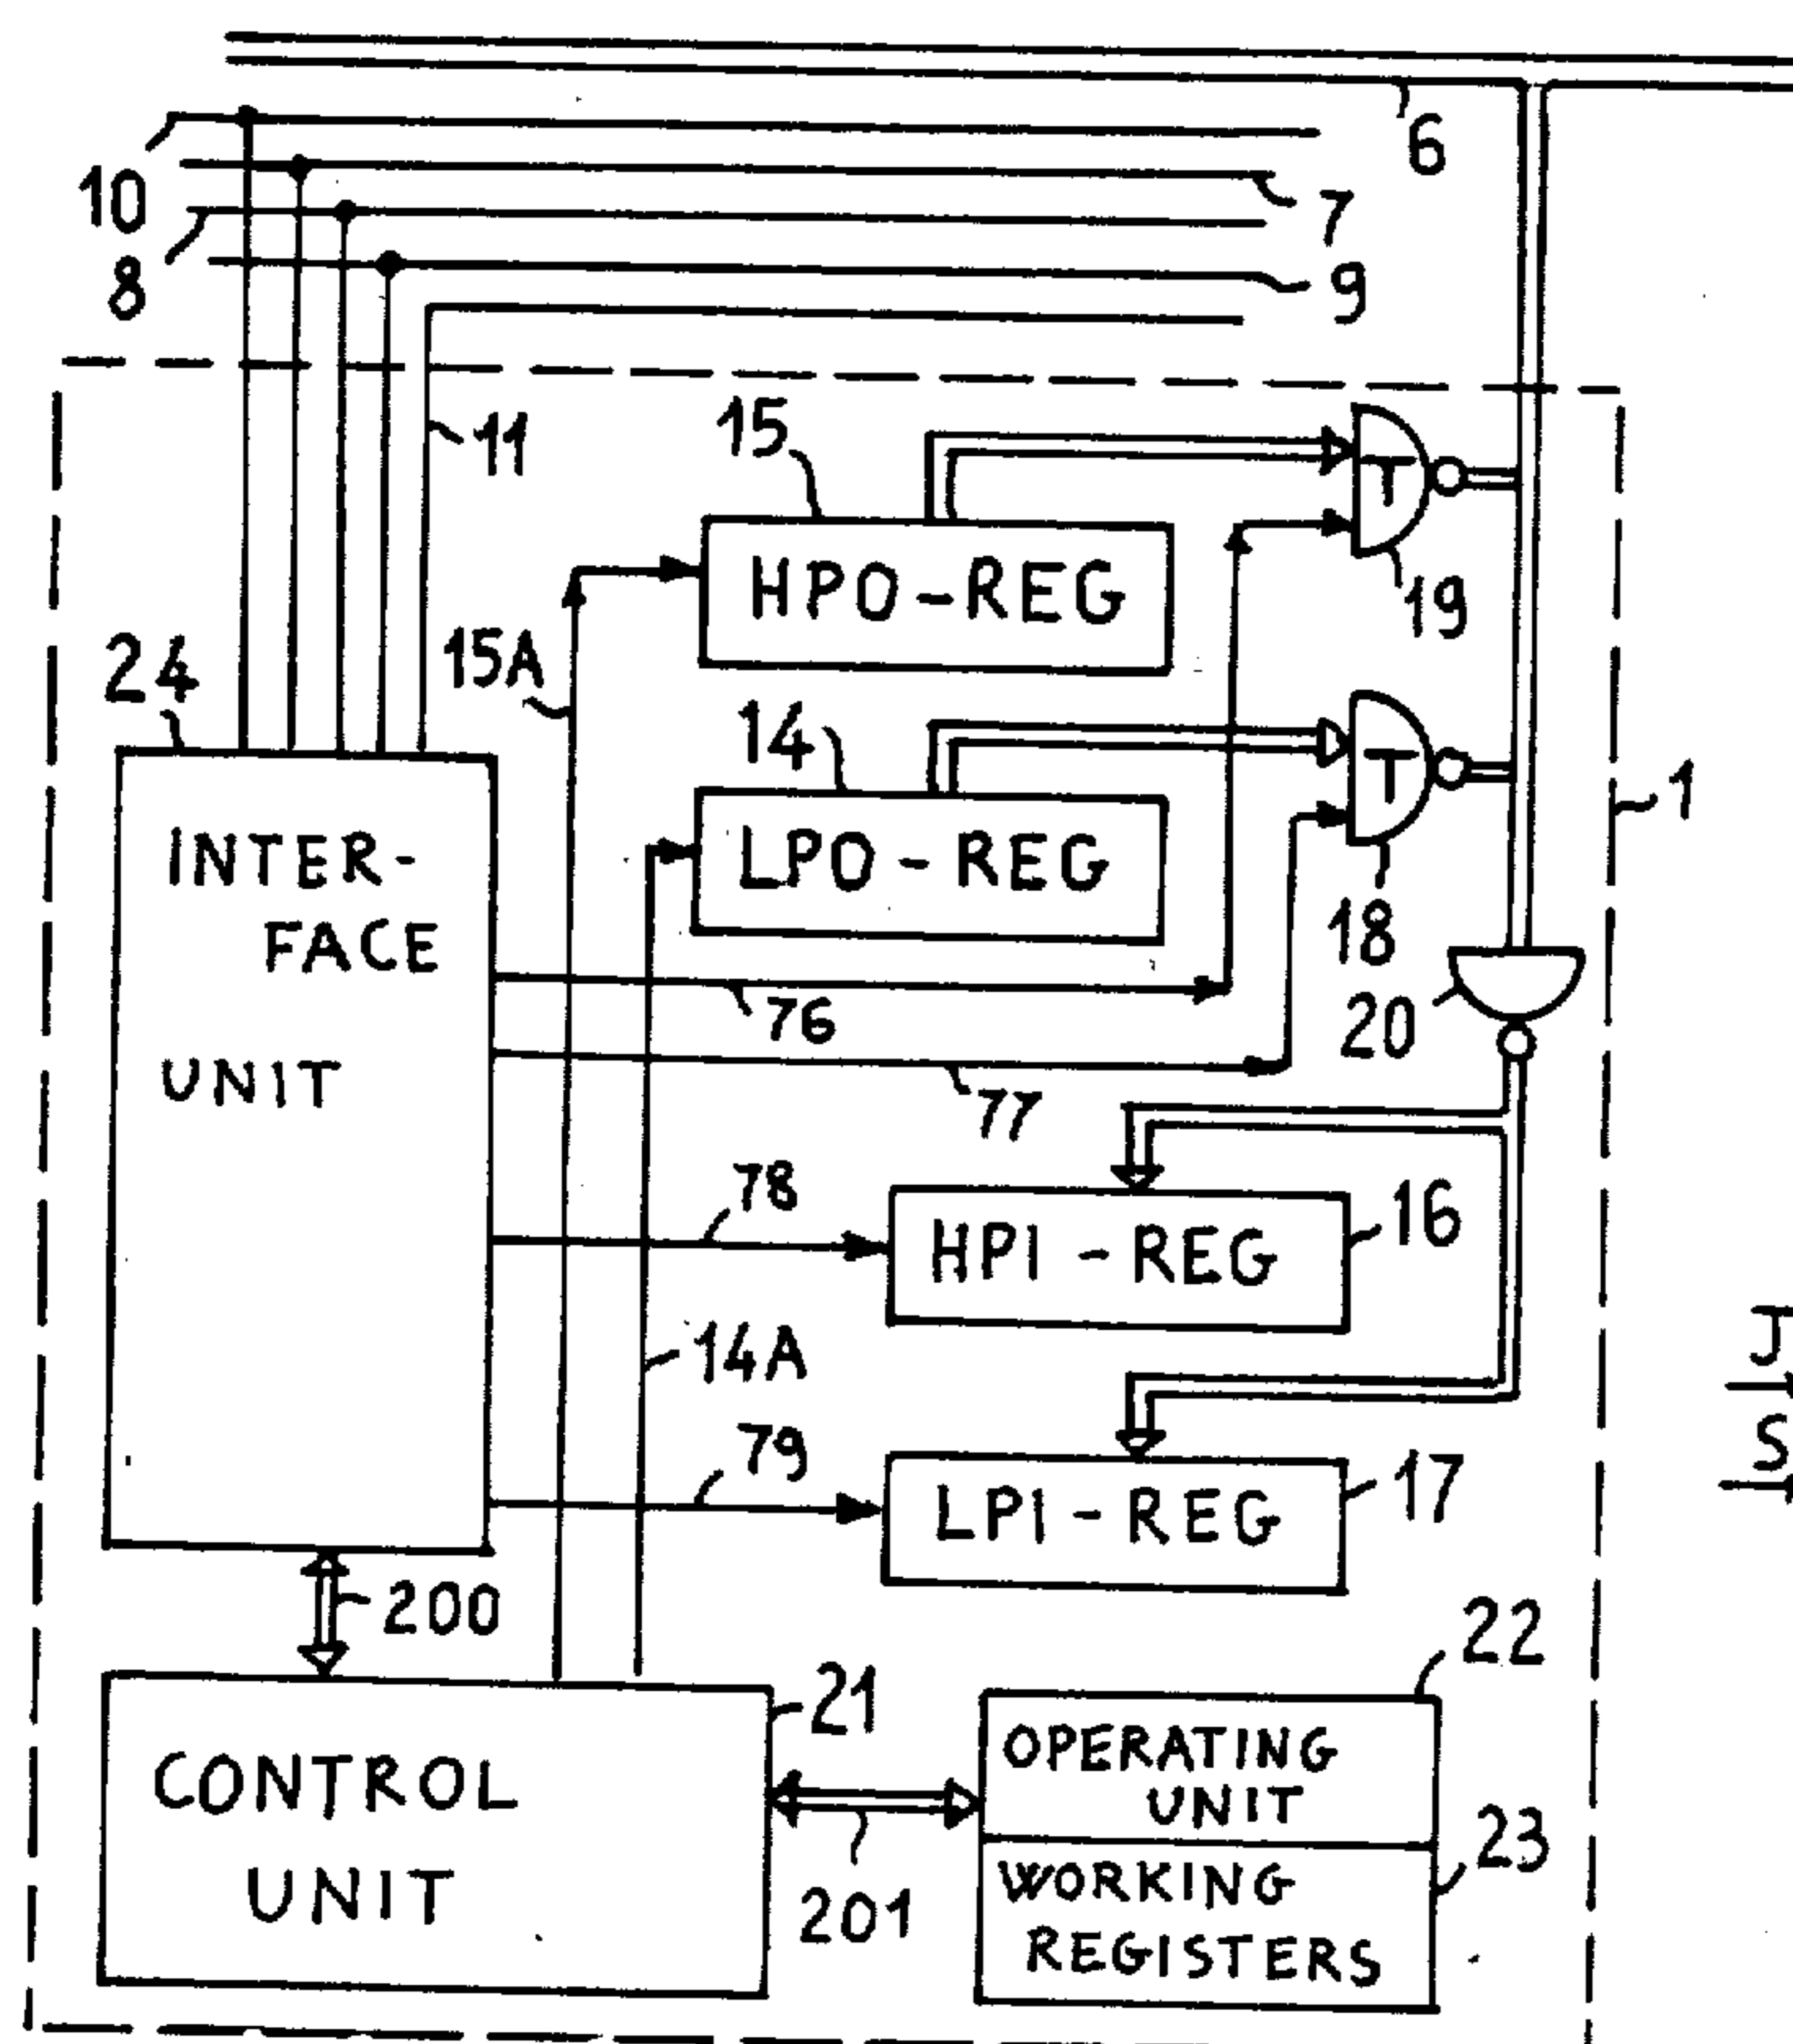 6
10
7
8
9
11
15
HPO-REG
19
15A
24
14
LPO-REG
18
1
INTER-
FACE
UNIT
76
20
77
78
HPI-REG
16
14A
J
79
S
LPI-REG
17
200
22
21
CONTROL
UNIT
OPERATING
UNIT
23
201
WORKING
REGISTERS
T
T